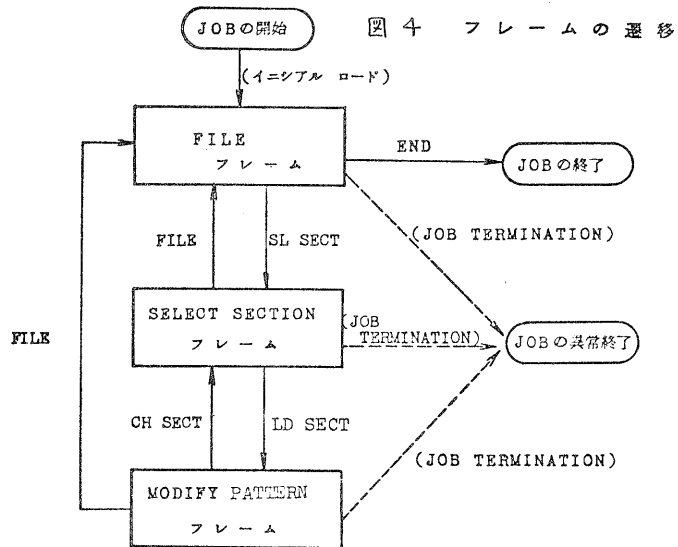 JOBの開始
図4 フレームの遷移
(イニシアル ロード)
FILE
フレーム
END
JOBの終了
FILE
SL SECT
(JOB TERMINATION)
SELECT SECTION
フレーム
(JOB
TERMINATION)
JOBの異常終了
FILE
CH SECT
LD SECT
(JOB TERMINATION)
MODIFY PATTERN
フレーム